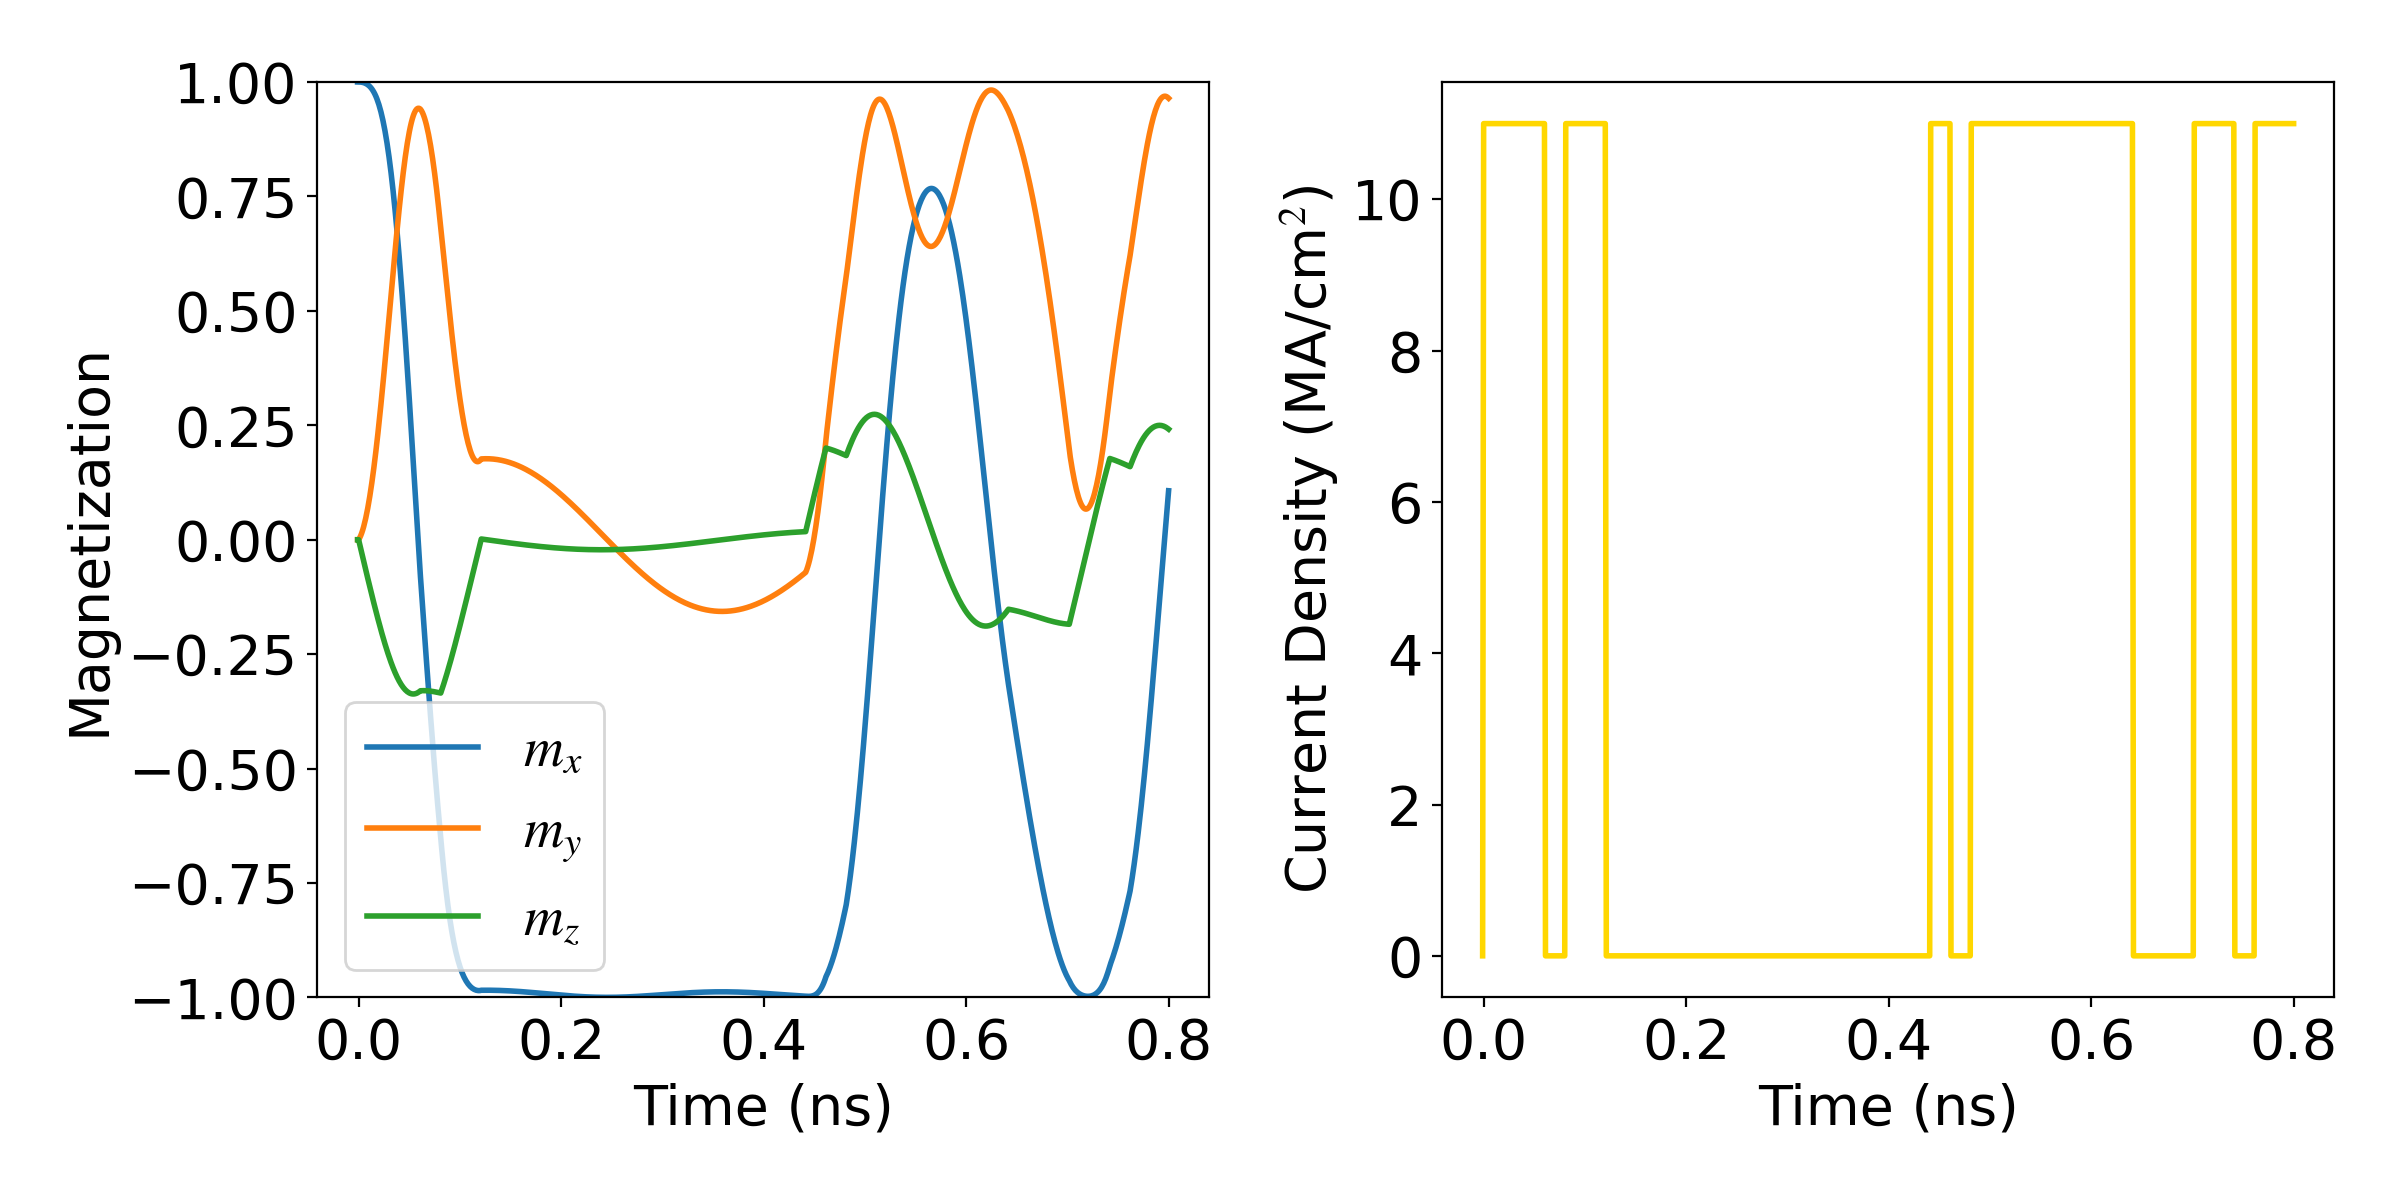 Magnetization
1.00
0.75
0.50
0.25
0.00
−0.25
−0.50
−0.75
−1.00
m_x
m_y
m_z
0.0 0.2 0.4 0.6 0.8
Time (ns)
Current Density (MA/cm²)
10
8
6
4
2
0
0.0 0.2 0.4 0.6 0.8
Time (ns)